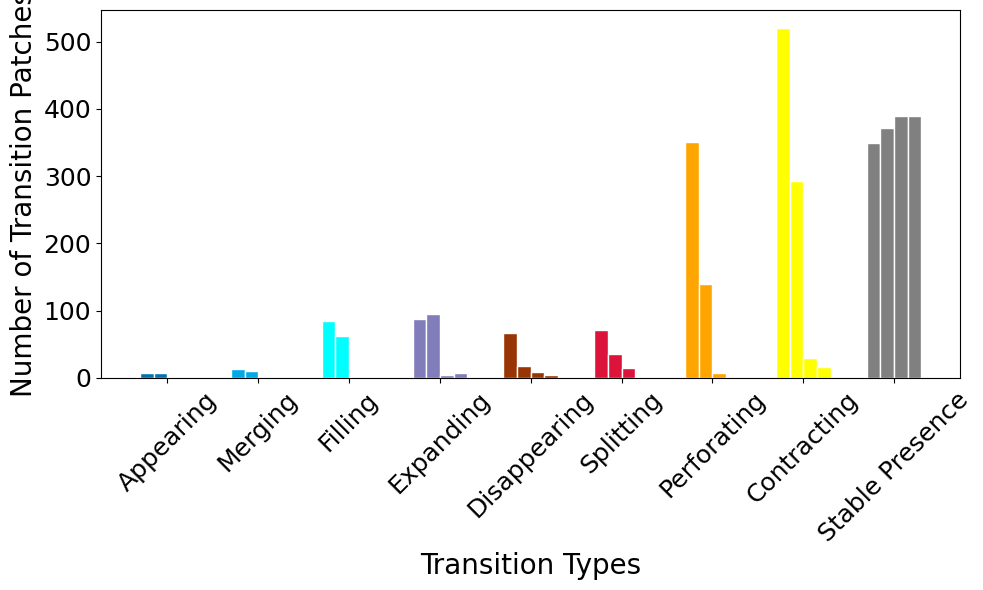 Number of Transition Patches
500
400
300
200
100
0
Appearing
Merging
Filling
Expanding
Disappearing
Splitting
Perforating
Contracting
Stable Presence
Transition Types